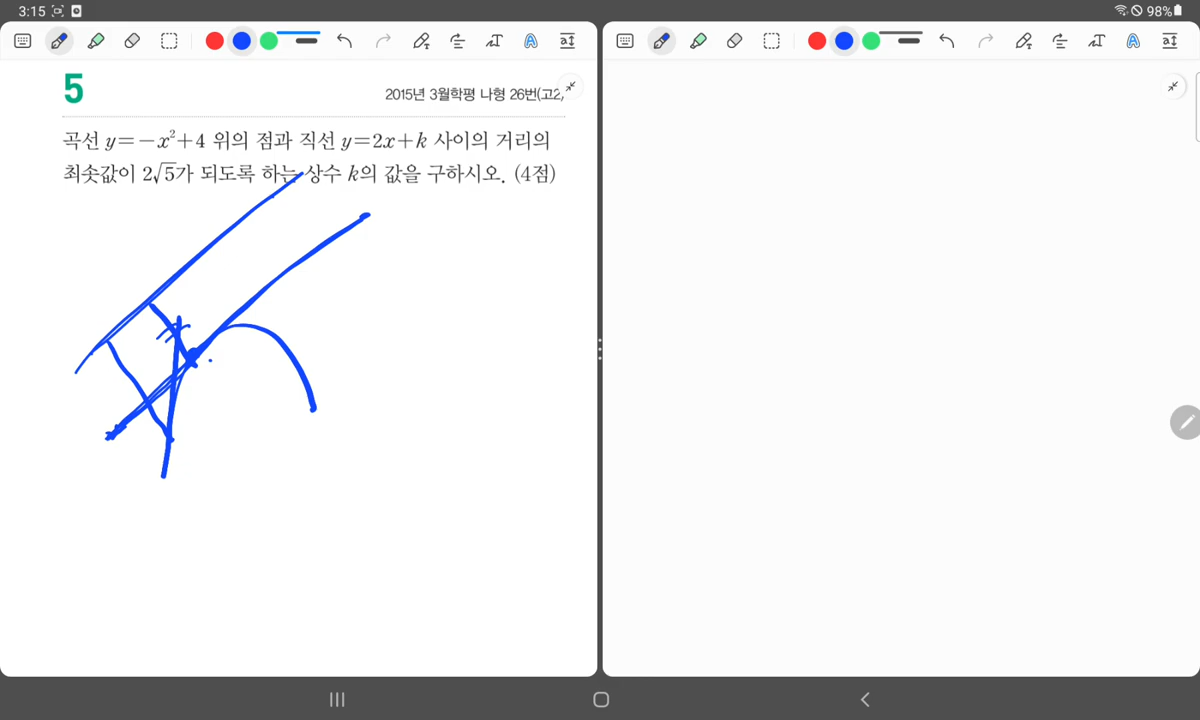 3:15 98%
5
2015년 3월학평 나형 26번(고2)
곡선 y=−x²+4 위의 점과 직선 y=2x+k 사이의 거리의
최솟값이 2√5가 되도록 하는 상수 k의 값을 구하시오. (4점)